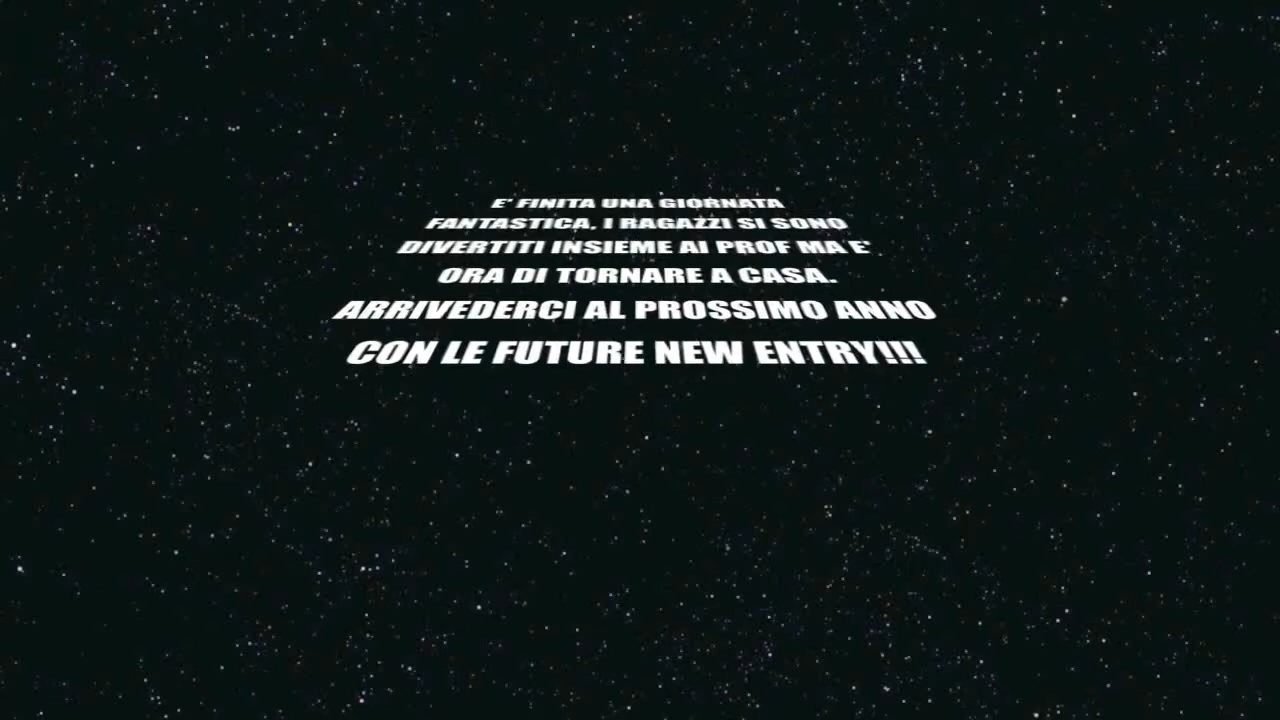 E' FINITA UNA GIORNATA
FANTASTICA, I RAGAZZI SI SONO
DIVERTITI INSIEME AI PROF MA E'
ORA DI TORNARE A CASA.
ARRIVEDERCI AL PROSSIMO ANNO
CON LE FUTURE NEW ENTRY!!!